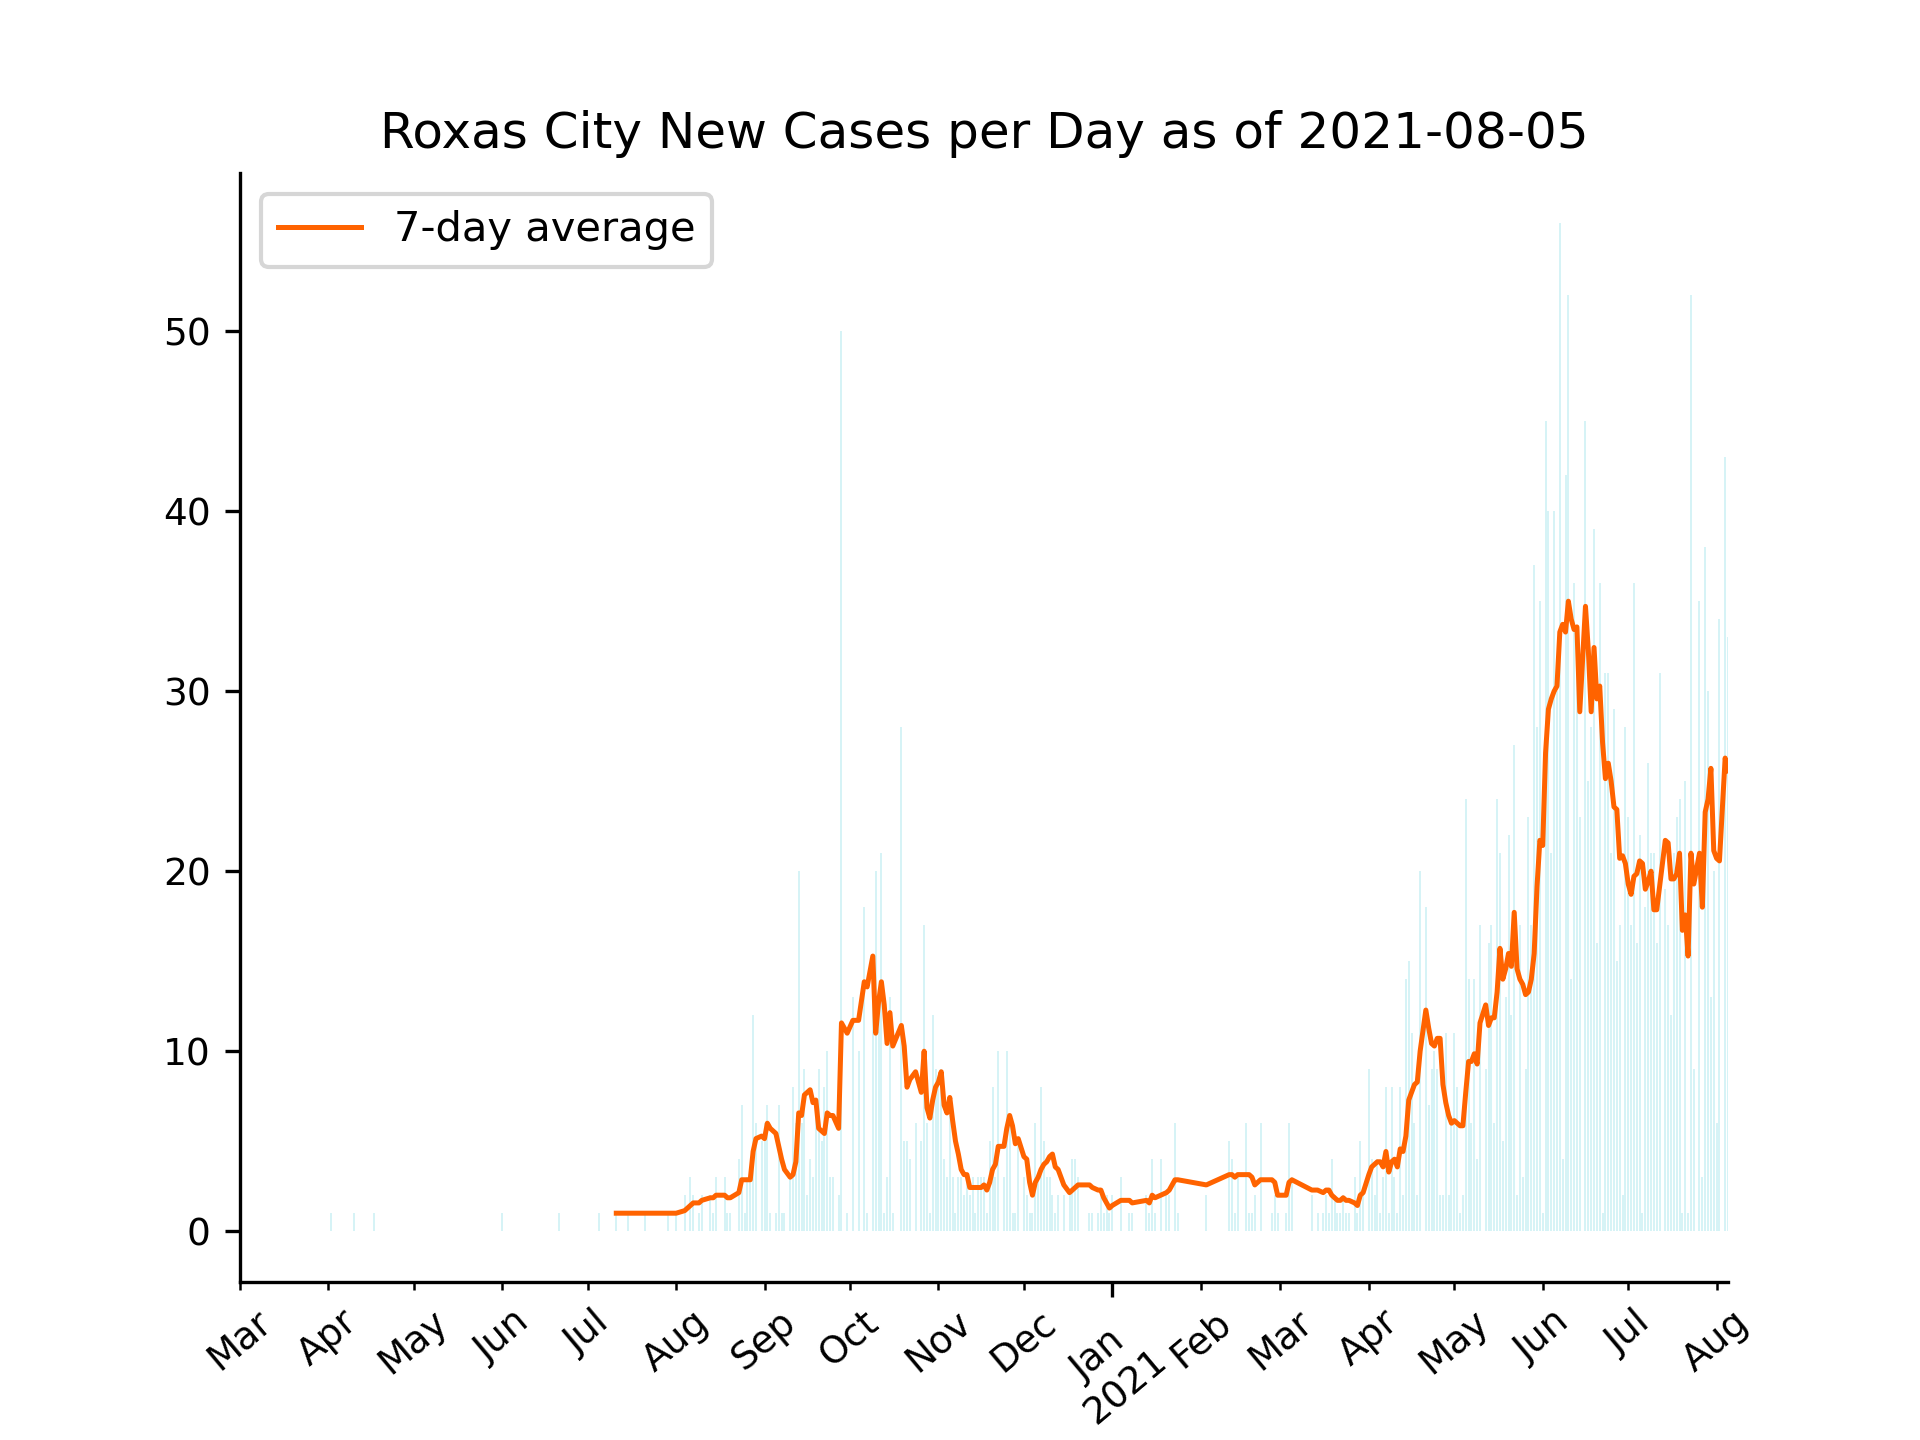 Roxas City New Cases per Day as of 2021-08-05
7-day average
50
40
30
20
10
0
Mar
Apr
May
Jun
Jul
Aug
Sep
Oct
Nov
Dec
Jan
2021
Feb
Mar
Apr
May
Jun
Jul
Aug